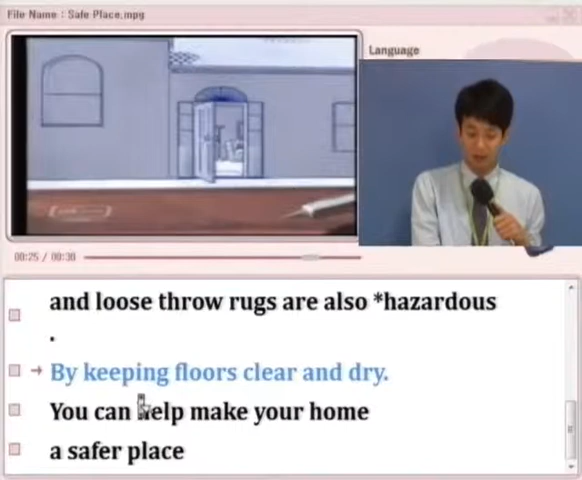 File Name : Safe Place.mpg
Language
00:25 / 00:30
and loose throw rugs are also *hazardous
.
→ By keeping floors clear and dry.
You can help make your home
a safer place